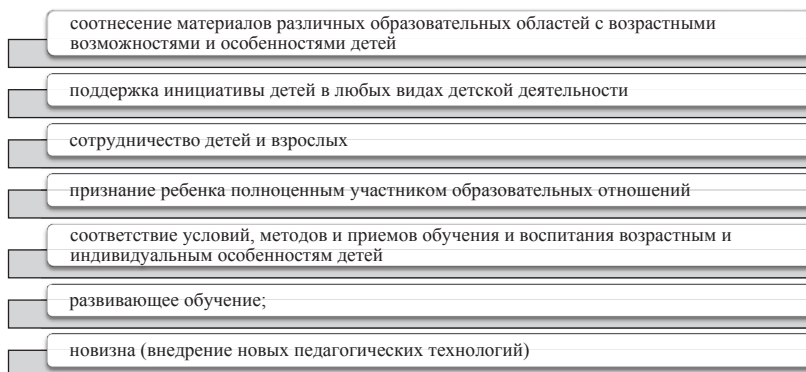 соотнесение материалов различных образовательных областей с возрастными
возможностями и особенностями детей
поддержка инициативы детей в любых видах детской деятельности
сотрудничество детей и взрослых
признание ребенка полноценным участником образовательных отношений
соответствие условий, методов и приемов обучения и воспитания возрастным и
индивидуальным особенностям детей
развивающее обучение;
новизна (внедрение новых педагогических технологий)